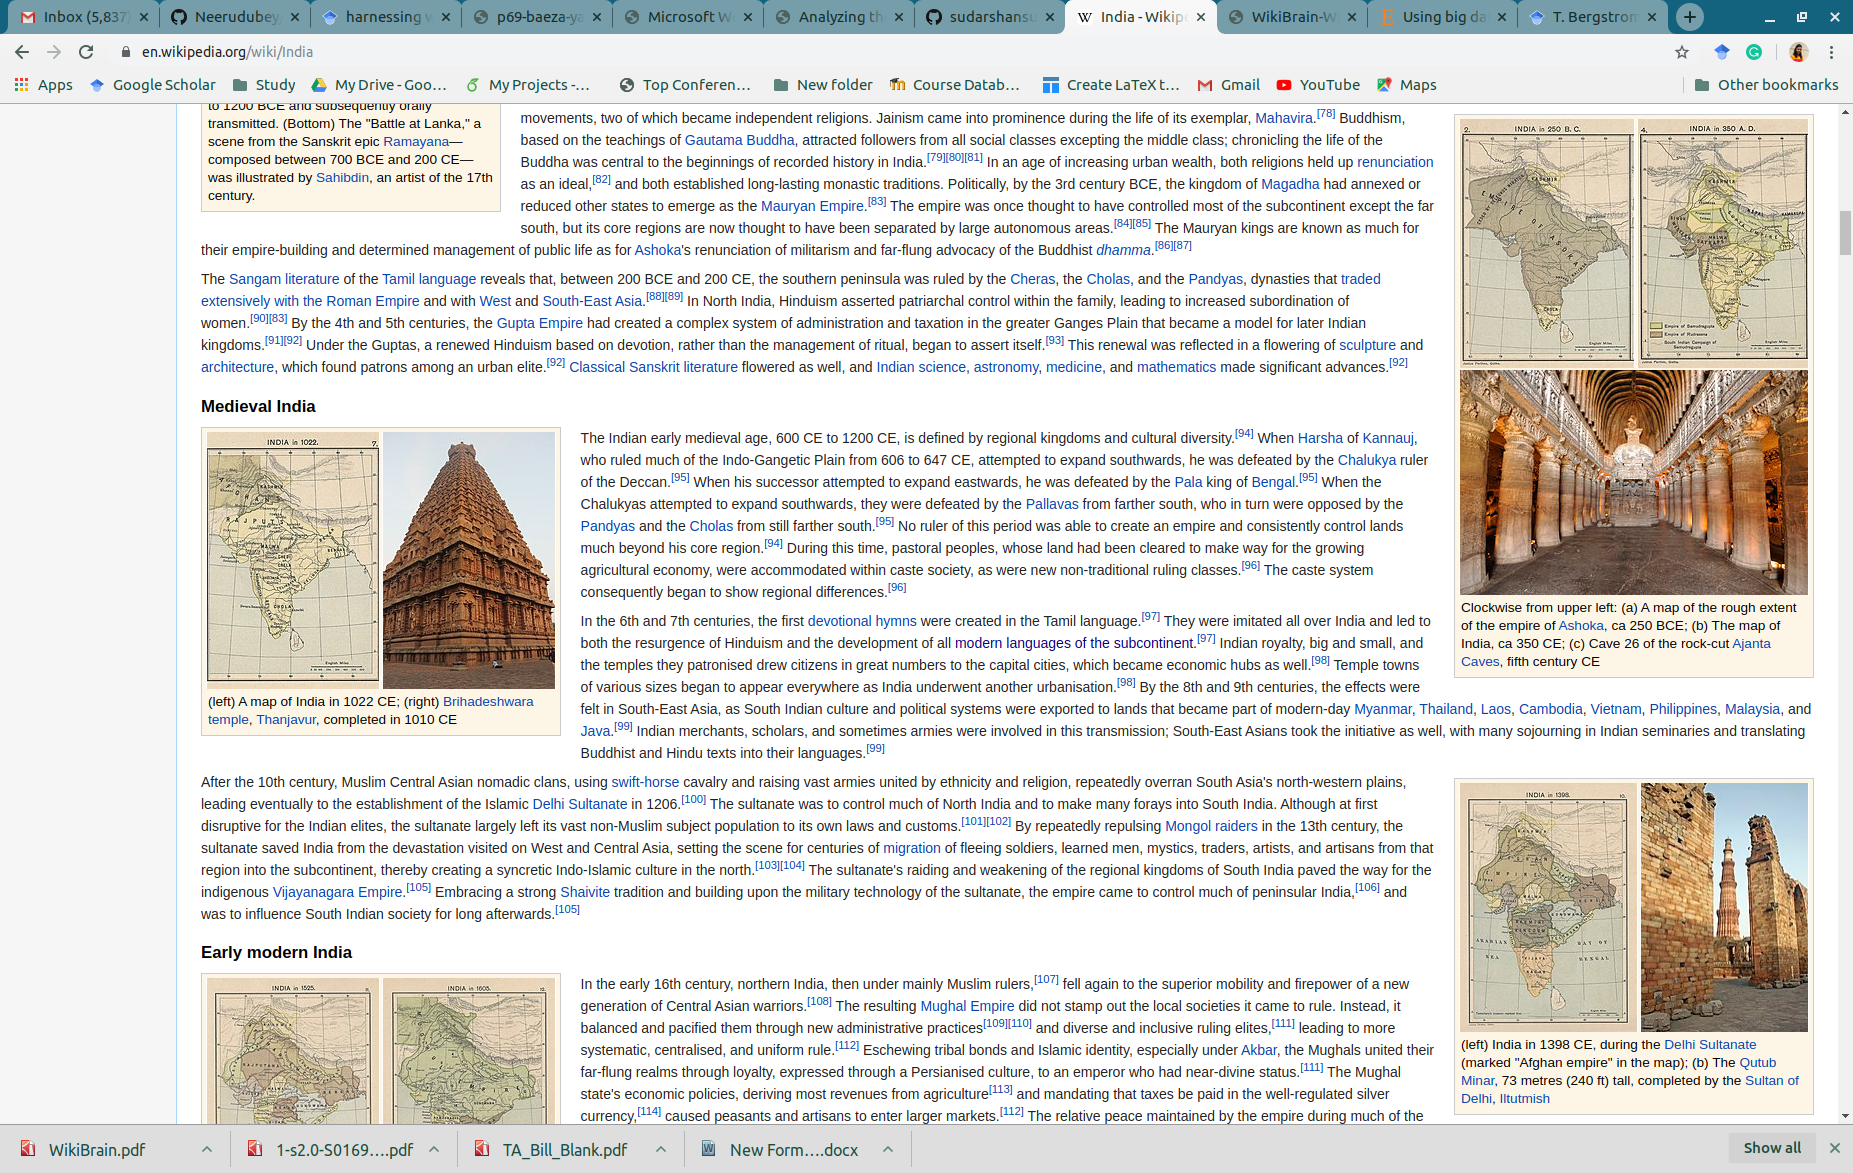 Inbox (5,837)
Neerudubey
harnessing w
p69-baeza-ya
Microsoft Wo
Analyzing th
sudarshansu
India - Wikip
WikiBrain-W
Using big da
T. Bergstrom
en.wikipedia.org/wiki/India
Apps
Google Scholar
Study
My Drive - Goo...
My Projects -...
Top Conferen...
New folder
Course Datab...
Create LaTeX t...
Gmail
YouTube
Maps
Other bookmarks
to 1200 BCE and subsequently orally
transmitted. (Bottom) The "Battle at Lanka," a
scene from the Sanskrit epic Ramayana—
composed between 700 BCE and 200 CE—
was illustrated by Sahibdin, an artist of the 17th
century.
movements, two of which became independent religions. Jainism came into prominence during the life of its exemplar, Mahavira.[78] Buddhism,
based on the teachings of Gautama Buddha, attracted followers from all social classes excepting the middle class; chronicling the life of the
Buddha was central to the beginnings of recorded history in India.[79][80][81] In an age of increasing urban wealth, both religions held up renunciation
as an ideal,[82] and both established long-lasting monastic traditions. Politically, by the 3rd century BCE, the kingdom of Magadha had annexed or
reduced other states to emerge as the Mauryan Empire.[83] The empire was once thought to have controlled most of the subcontinent except the far
south, but its core regions are now thought to have been separated by large autonomous areas.[84][85] The Mauryan kings are known as much for
their empire-building and determined management of public life as for Ashoka's renunciation of militarism and far-flung advocacy of the Buddhist dhamma.[86][87]
The Sangam literature of the Tamil language reveals that, between 200 BCE and 200 CE, the southern peninsula was ruled by the Cheras, the Cholas, and the Pandyas, dynasties that traded
extensively with the Roman Empire and with West and South-East Asia.[88][89] In North India, Hinduism asserted patriarchal control within the family, leading to increased subordination of
women.[90][83] By the 4th and 5th centuries, the Gupta Empire had created a complex system of administration and taxation in the greater Ganges Plain that became a model for later Indian
kingdoms.[91][92] Under the Guptas, a renewed Hinduism based on devotion, rather than the management of ritual, began to assert itself.[93] This renewal was reflected in a flowering of sculpture and
architecture, which found patrons among an urban elite.[92] Classical Sanskrit literature flowered as well, and Indian science, astronomy, medicine, and mathematics made significant advances.[92]
2. INDIA in 250 B.C.
4. INDIA in 350 A.D.
Clockwise from upper left: (a) A map of the rough extent
of the empire of Ashoka, ca 250 BCE; (b) The map of
India, ca 350 CE; (c) Cave 26 of the rock-cut Ajanta
Caves, fifth century CE
Medieval India
INDIA in 1022. 7.
(left) A map of India in 1022 CE; (right) Brihadeshwara
temple, Thanjavur, completed in 1010 CE
The Indian early medieval age, 600 CE to 1200 CE, is defined by regional kingdoms and cultural diversity.[94] When Harsha of Kannauj,
who ruled much of the Indo-Gangetic Plain from 606 to 647 CE, attempted to expand southwards, he was defeated by the Chalukya ruler
of the Deccan.[95] When his successor attempted to expand eastwards, he was defeated by the Pala king of Bengal.[95] When the
Chalukyas attempted to expand southwards, they were defeated by the Pallavas from farther south, who in turn were opposed by the
Pandyas and the Cholas from still farther south.[95] No ruler of this period was able to create an empire and consistently control lands
much beyond his core region.[94] During this time, pastoral peoples, whose land had been cleared to make way for the growing
agricultural economy, were accommodated within caste society, as were new non-traditional ruling classes.[96] The caste system
consequently began to show regional differences.[96]
In the 6th and 7th centuries, the first devotional hymns were created in the Tamil language.[97] They were imitated all over India and led to
both the resurgence of Hinduism and the development of all modern languages of the subcontinent.[97] Indian royalty, big and small, and
the temples they patronised drew citizens in great numbers to the capital cities, which became economic hubs as well.[98] Temple towns
of various sizes began to appear everywhere as India underwent another urbanisation.[98] By the 8th and 9th centuries, the effects were
felt in South-East Asia, as South Indian culture and political systems were exported to lands that became part of modern-day Myanmar, Thailand, Laos, Cambodia, Vietnam, Philippines, Malaysia, and
Java.[99] Indian merchants, scholars, and sometimes armies were involved in this transmission; South-East Asians took the initiative as well, with many sojourning in Indian seminaries and translating
Buddhist and Hindu texts into their languages.[99]
After the 10th century, Muslim Central Asian nomadic clans, using swift-horse cavalry and raising vast armies united by ethnicity and religion, repeatedly overran South Asia's north-western plains,
leading eventually to the establishment of the Islamic Delhi Sultanate in 1206.[100] The sultanate was to control much of North India and to make many forays into South India. Although at first
disruptive for the Indian elites, the sultanate largely left its vast non-Muslim subject population to its own laws and customs.[101][102] By repeatedly repulsing Mongol raiders in the 13th century, the
sultanate saved India from the devastation visited on West and Central Asia, setting the scene for centuries of migration of fleeing soldiers, learned men, mystics, traders, artists, and artisans from that
region into the subcontinent, thereby creating a syncretic Indo-Islamic culture in the north.[103][104] The sultanate's raiding and weakening of the regional kingdoms of South India paved the way for the
indigenous Vijayanagara Empire.[105] Embracing a strong Shaivite tradition and building upon the military technology of the sultanate, the empire came to control much of peninsular India,[106] and
was to influence South Indian society for long afterwards.[105]
INDIA in 1398. 10.
(left) India in 1398 CE, during the Delhi Sultanate
(marked "Afghan empire" in the map); (b) The Qutub
Minar, 73 metres (240 ft) tall, completed by the Sultan of
Delhi, Iltutmish
Early modern India
INDIA in 1525.
INDIA in 1605.
In the early 16th century, northern India, then under mainly Muslim rulers,[107] fell again to the superior mobility and firepower of a new
generation of Central Asian warriors.[108] The resulting Mughal Empire did not stamp out the local societies it came to rule. Instead, it
balanced and pacified them through new administrative practices[109][110] and diverse and inclusive ruling elites,[111] leading to more
systematic, centralised, and uniform rule.[112] Eschewing tribal bonds and Islamic identity, especially under Akbar, the Mughals united their
far-flung realms through loyalty, expressed through a Persianised culture, to an emperor who had near-divine status.[111] The Mughal
state's economic policies, deriving most revenues from agriculture[113] and mandating that taxes be paid in the well-regulated silver
currency,[114] caused peasants and artisans to enter larger markets.[112] The relative peace maintained by the empire during much of the
WikiBrain.pdf
1-s2.0-S0169....pdf
TA_Bill_Blank.pdf
New Form....docx
Show all